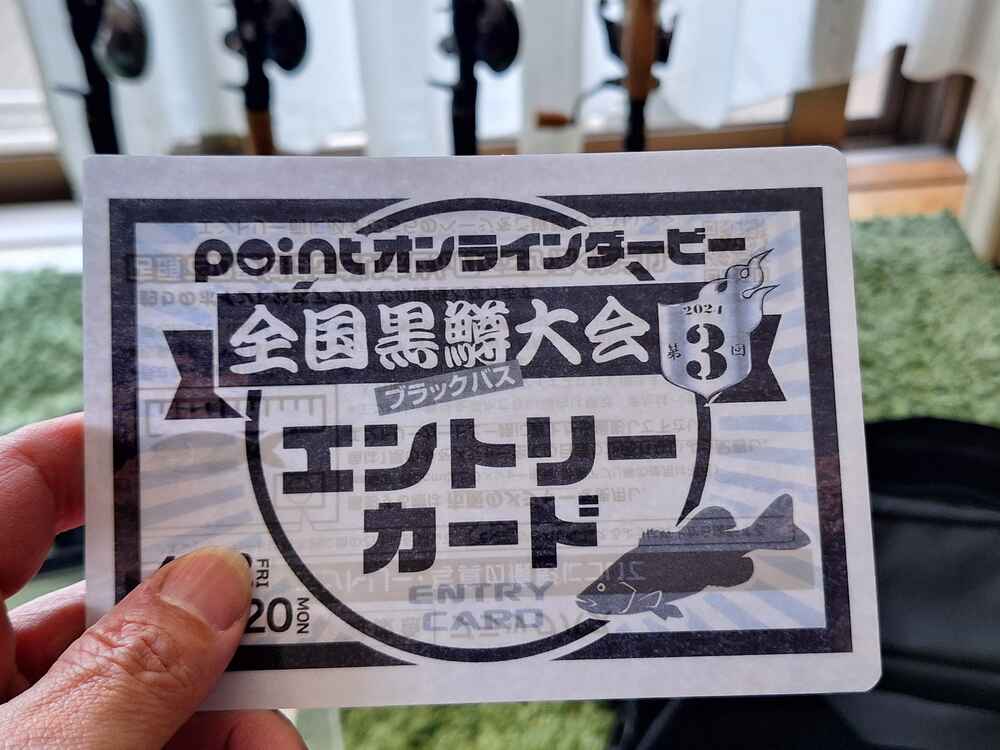 pointオンラインダービー
全国黒鱒大会
ブラックバス
2024
第3回
エントリー
カード
ENTRY
CARD
FRI
20 MON